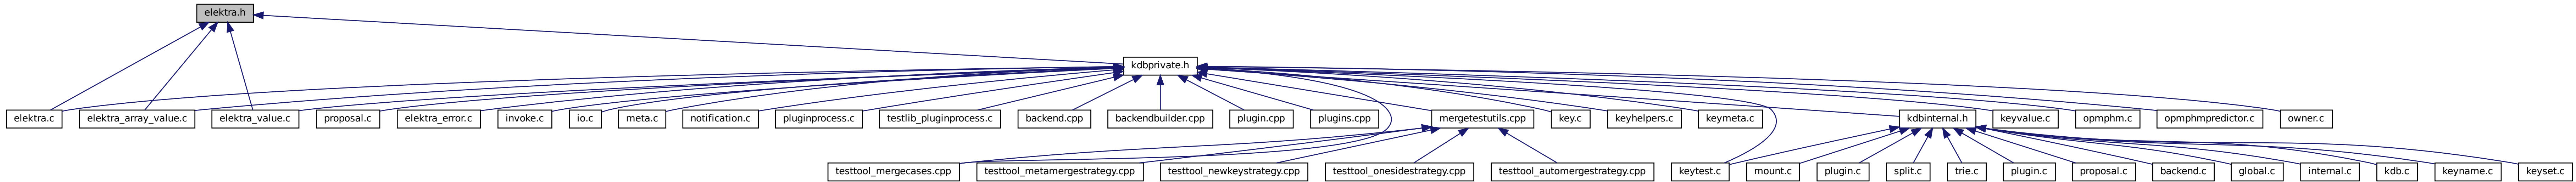 elektra.h
kdbprivate.h
elektra.c
elektra_array_value.c
elektra_value.c
proposal.c
elektra_error.c
invoke.c
io.c
meta.c
notification.c
pluginprocess.c
testlib_pluginprocess.c
backend.cpp
backendbuilder.cpp
plugin.cpp
plugins.cpp
mergetestutils.cpp
key.c
keyhelpers.c
keymeta.c
kdbinternal.h
keyvalue.c
opmphm.c
opmphmpredictor.c
owner.c
testtool_mergecases.cpp
testtool_metamergestrategy.cpp
testtool_newkeystrategy.cpp
testtool_onesidestrategy.cpp
testtool_automergestrategy.cpp
keytest.c
mount.c
plugin.c
split.c
trie.c
plugin.c
proposal.c
backend.c
global.c
internal.c
kdb.c
keyname.c
keyset.c